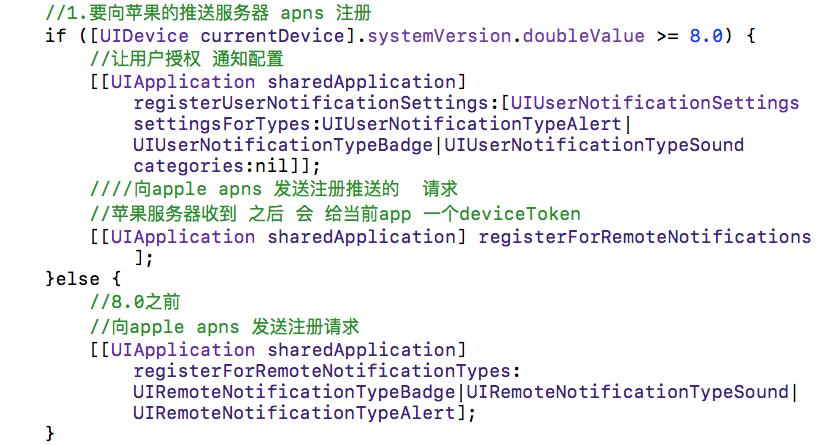 //1.要向苹果的推送服务器 apns 注册
if ([UIDevice currentDevice].systemVersion.doubleValue >= 8.0) {
//让用户授权 通知配置
[[UIApplication sharedApplication]
registerUserNotificationSettings:[UIUserNotificationSettings
settingsForTypes:UIUserNotificationTypeAlert|
UIUserNotificationTypeBadge|UIUserNotificationTypeSound
categories:nil]];
////向apple apns 发送注册推送的  请求
//苹果服务器收到 之后 会 给当前app 一个deviceToken
[[UIApplication sharedApplication] registerForRemoteNotifications
];
}else {
//8.0之前
//向apple apns 发送注册请求
[[UIApplication sharedApplication]
registerForRemoteNotificationTypes:
UIRemoteNotificationTypeBadge|UIRemoteNotificationTypeSound|
UIRemoteNotificationTypeAlert];
}